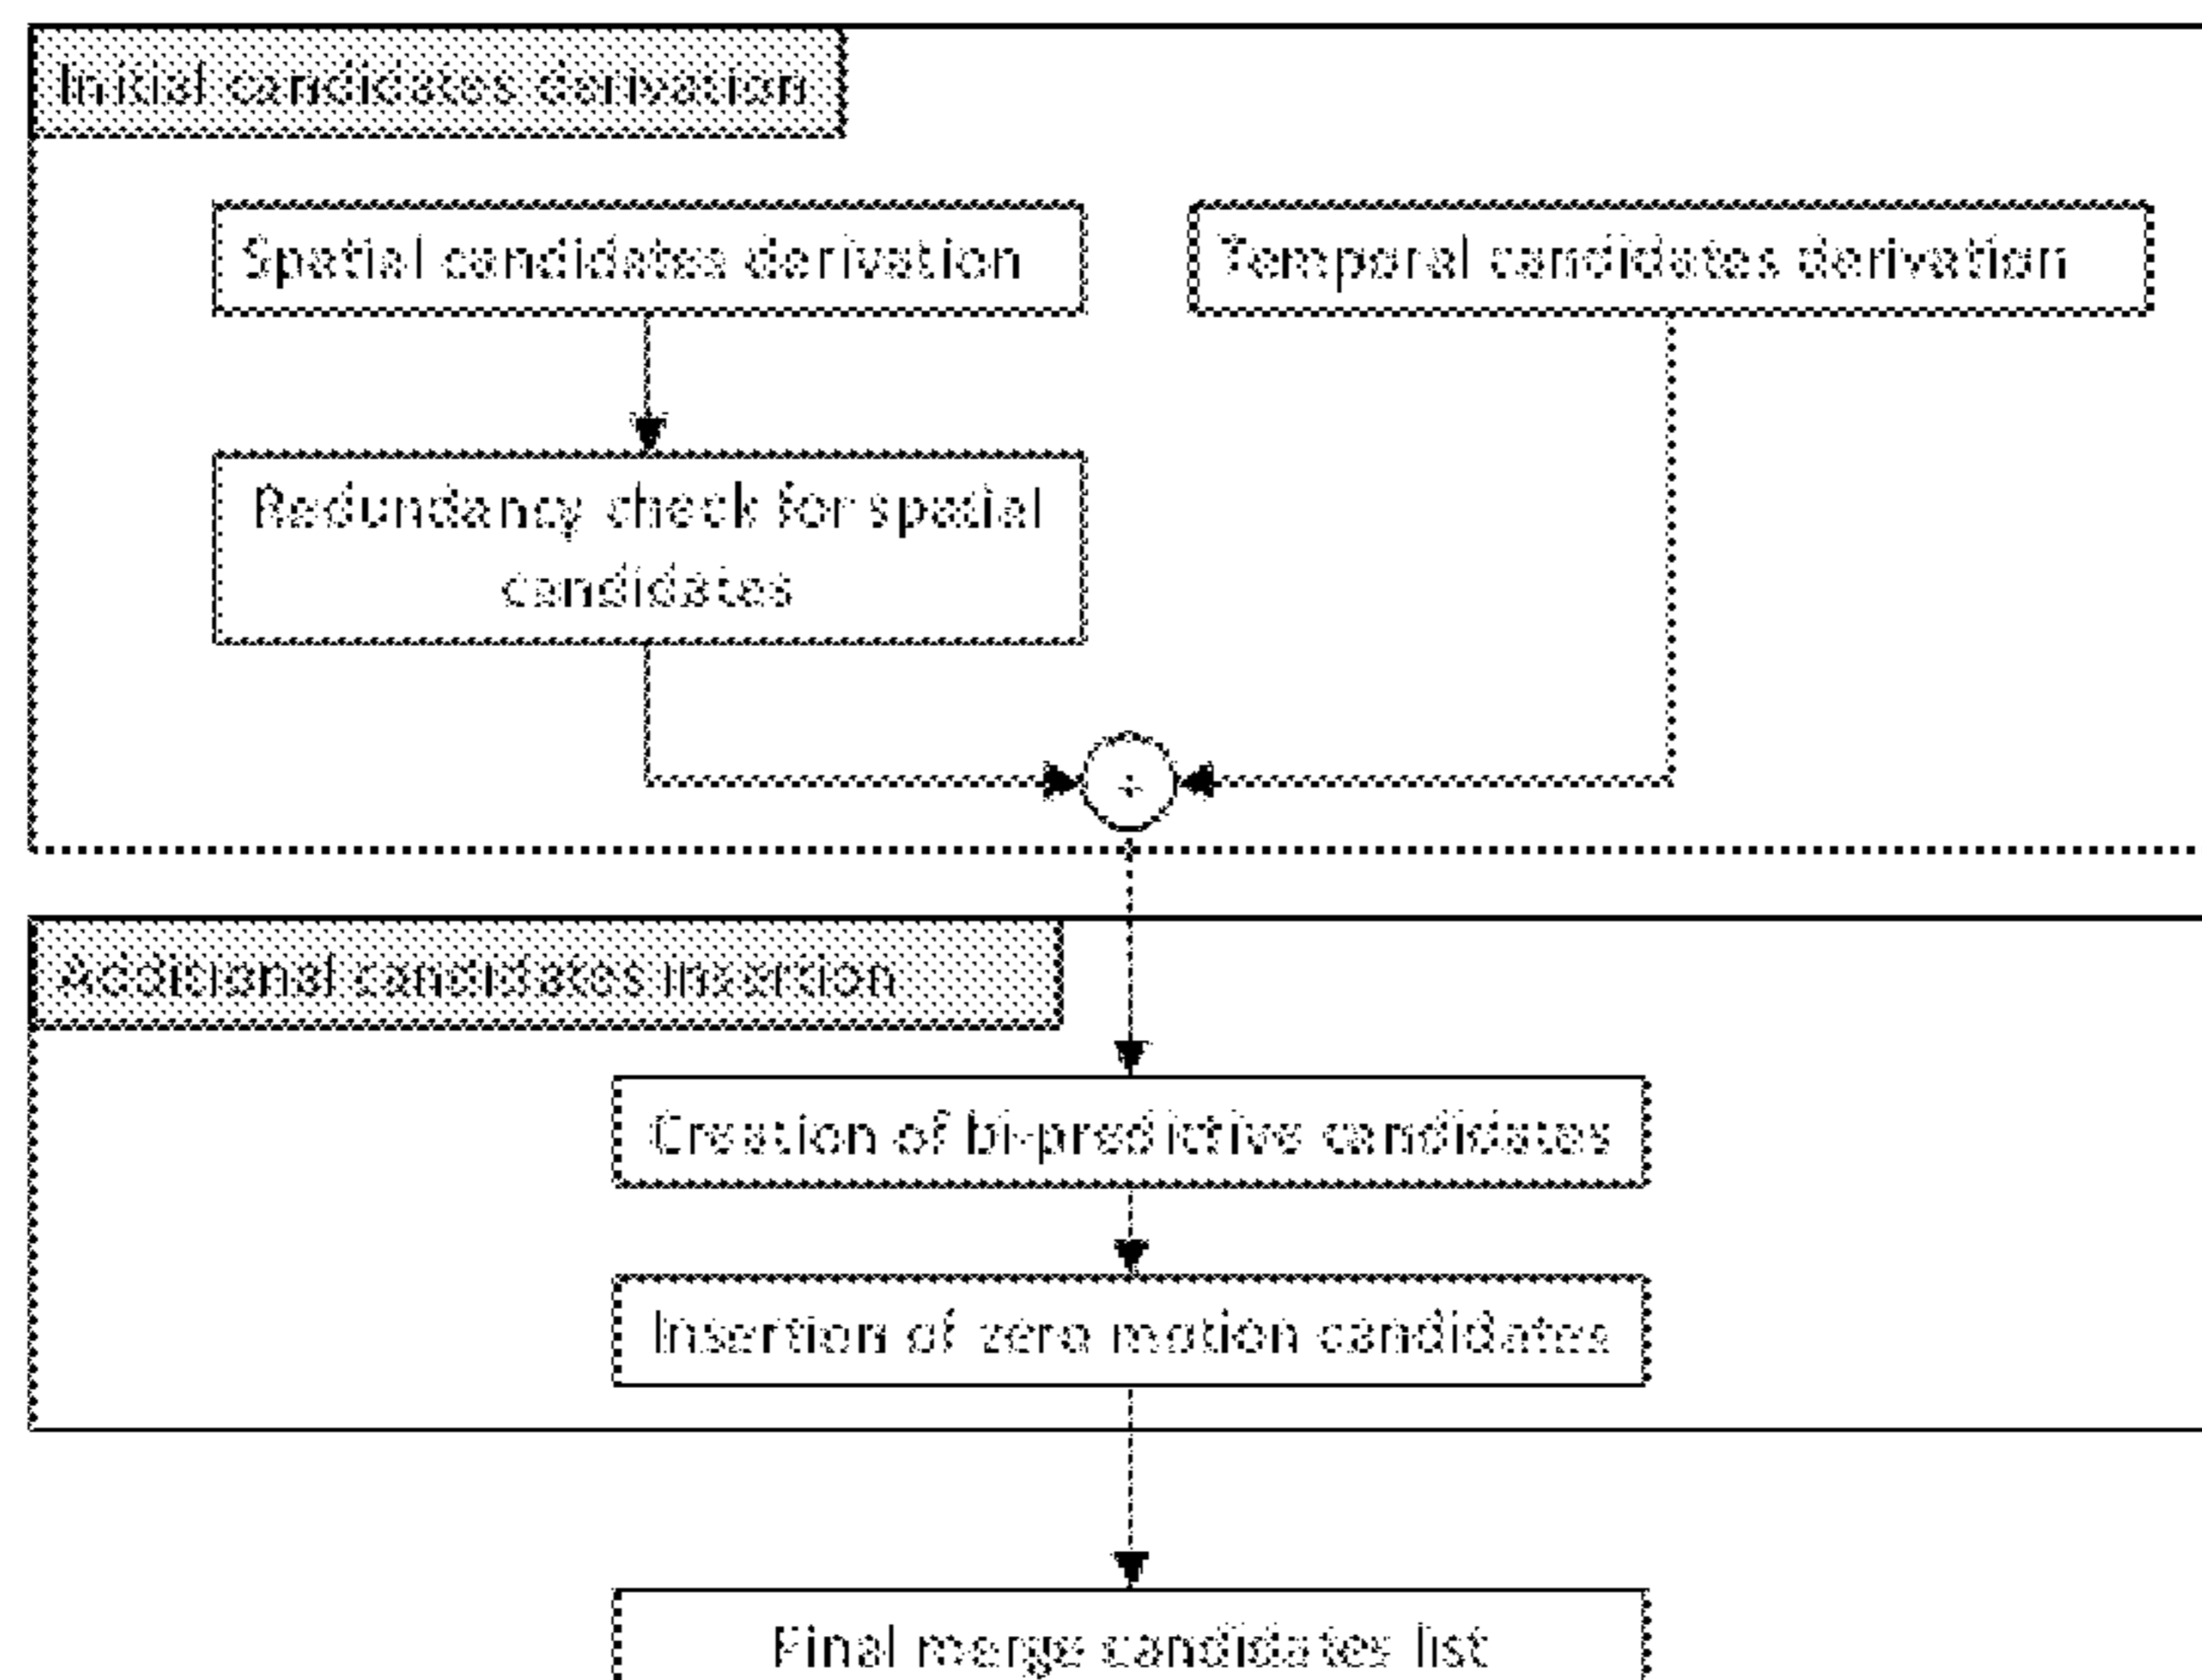 Initial candidates derivation
Spatial candidates derivation
Temporal candidates derivation
Redundancy check for spatial
candidates
+
Additional candidates insertion
Creation of bi-predictive candidates
Insertion of zero motion candidates
Final merge candidates list